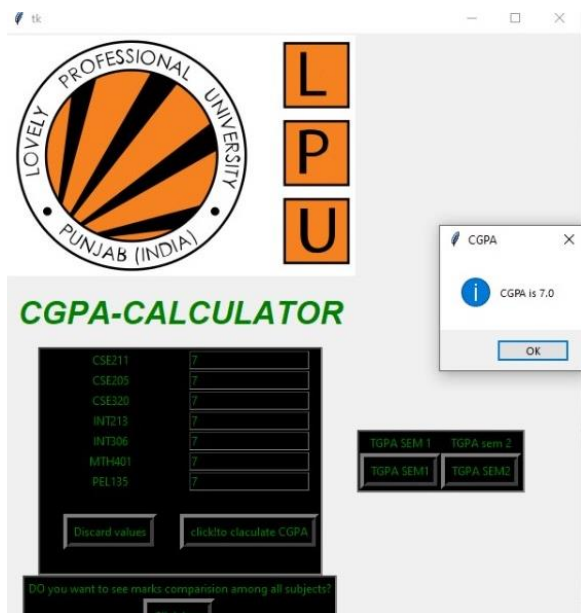 tk
LOVELY PROFESSIONAL UNIVERSITY
PUNJAB (INDIA)
L
P
U
CGPA
CGPA is 7.0
OK
CGPA-CALCULATOR
CSE211 7
CSE205 7
CSE320 7
INT213 7
INT306 7
MTH401 7
PEL135 7
Discard values click!to claculate CGPA
TGPA SEM 1 TGPA sem 2
TGPA SEM1 TGPA SEM2
DO you want to see marks comparision among all subjects?